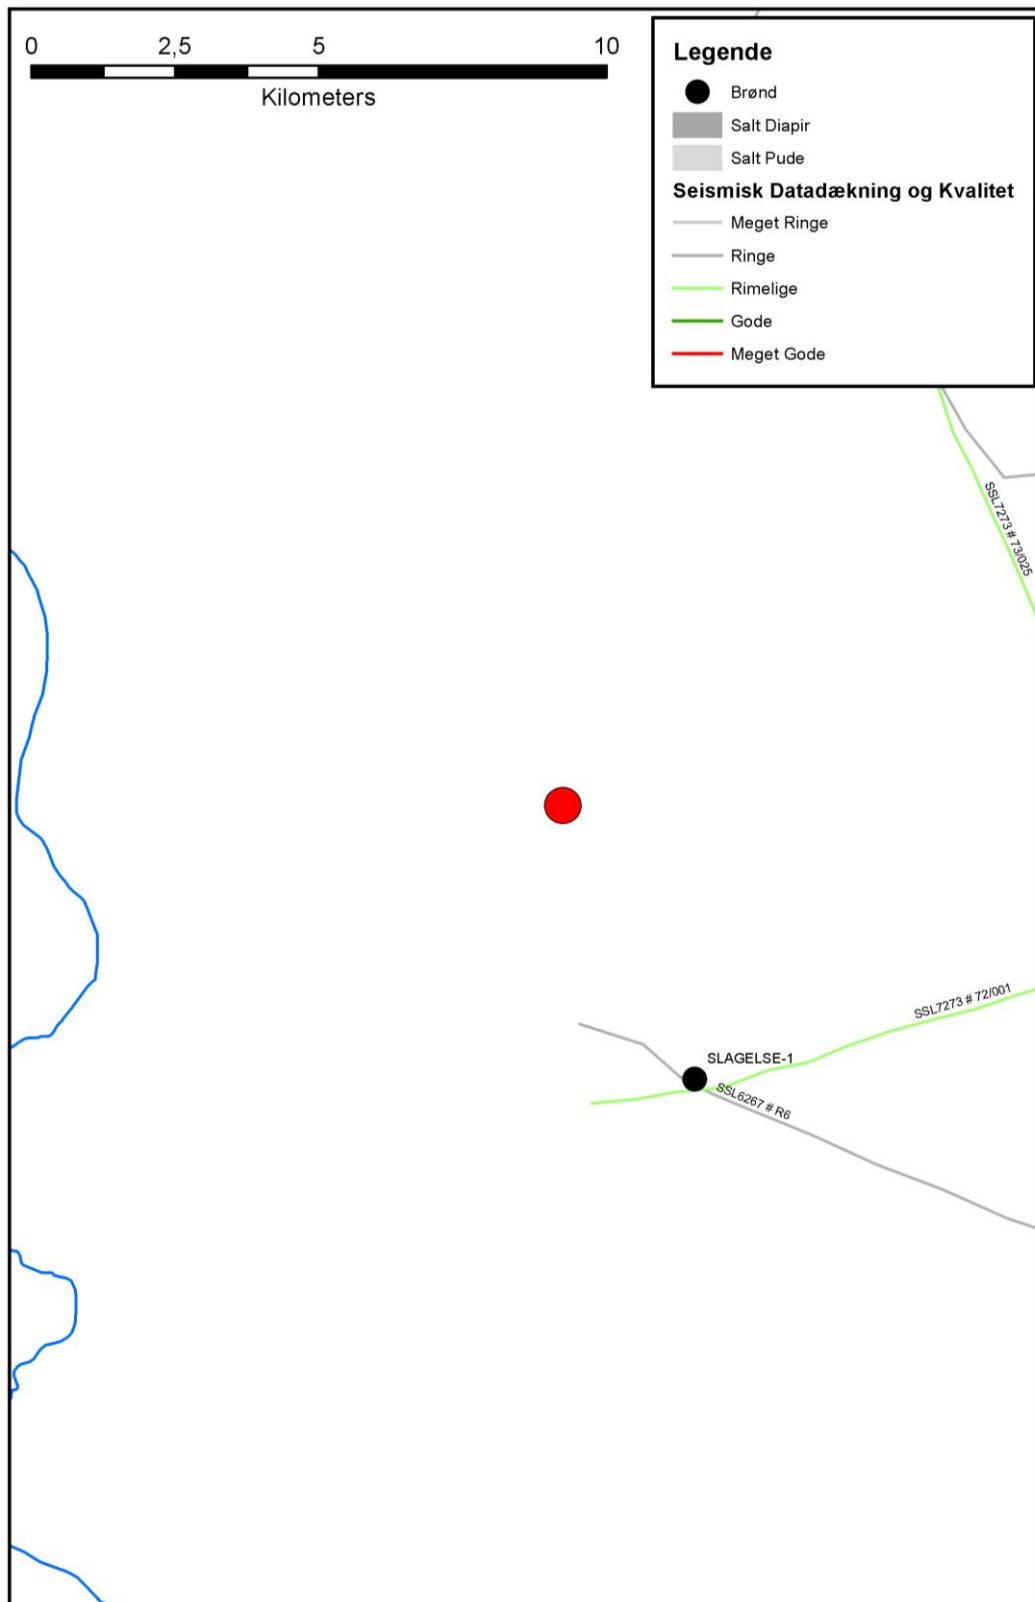 0 2,5 5 10
Kilometers
Legende
Brønd
Salt Diapir
Salt Pude
Seismisk Datadækning og Kvalitet
Meget Ringe
Ringe
Rimelige
Gode
Meget Gode
SSL7273 # 73/025
SSL7273 # 72/001
SLAGELSE-1
SSL6267 # R6